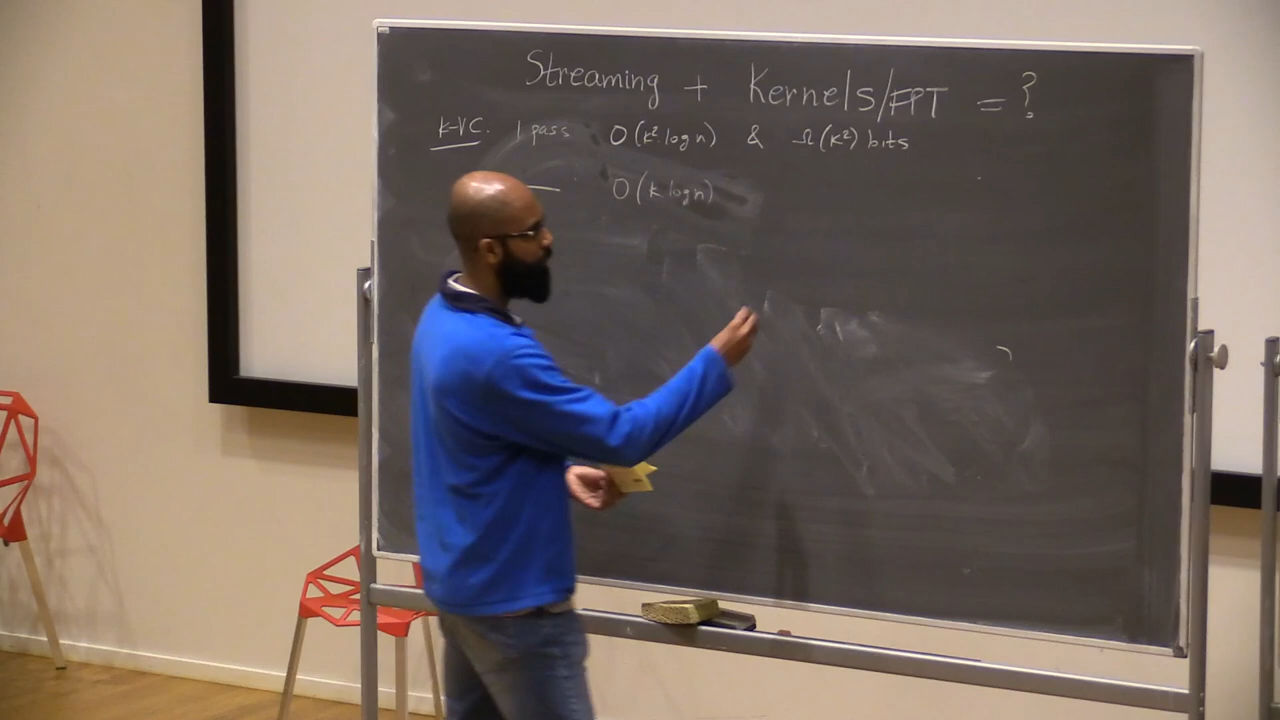 Streaming + Kernels/FPT = ?
K-VC. 1 pass O(k² log n) & Ω(k²) bits
O(k log n)